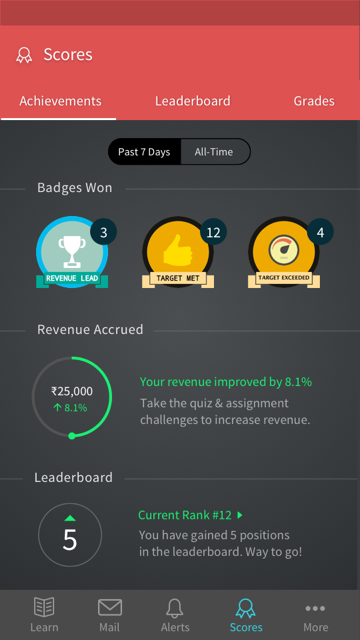 Scores
Achievements Leaderboard Grades
Past 7 Days All-Time
Badges Won
3 12 4
REVENUE LEAD TARGET MET TARGET EXCEEDED
Revenue Accrued
₹25,000
↑ 8.1%
Your revenue improved by 8.1%
Take the quiz & assignment
challenges to increase revenue.
Leaderboard
5
Current Rank #12
You have gained 5 positions
in the leaderboard. Way to go!
Learn Mail Alerts Scores More